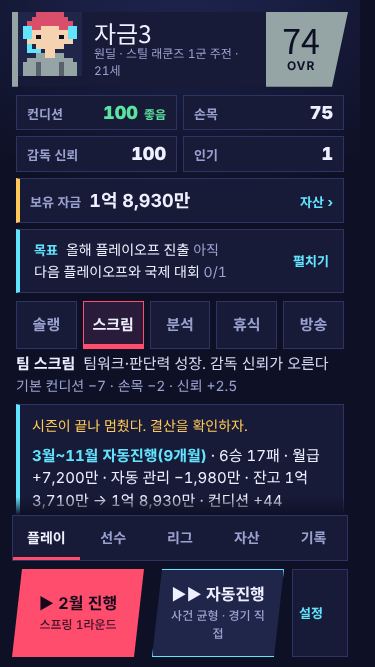 자금3
원딜 · 스틸 래쿤즈 1군 주전 ·
21세
74
OVR
컨디션 100 좋음
손목 75
감독 신뢰 100
인기 1
보유 자금 1억 8,930만 자산 ›
목표 올해 플레이오프 진출 아직
다음 플레이오프와 국제 대회 0/1
펼치기
솔랭 스크림 분석 휴식 방송
팀 스크림 팀워크·판단력 성장. 감독 신뢰가 오른다
기본 컨디션 −7 · 손목 −2 · 신뢰 +2.5
시즌이 끝나 멈췄다. 결산을 확인하자.
3월~11월 자동진행(9개월) · 6승 17패 · 월급
+7,200만 · 자동 관리 −1,980만 · 잔고 1억
3,710만 → 1억 8,930만 · 컨디션 +44
플레이 선수 리그 자산 기록
▶ 2월 진행
스프링 1라운드
▶▶ 자동진행
사건 균형 · 경기 직
접
설정